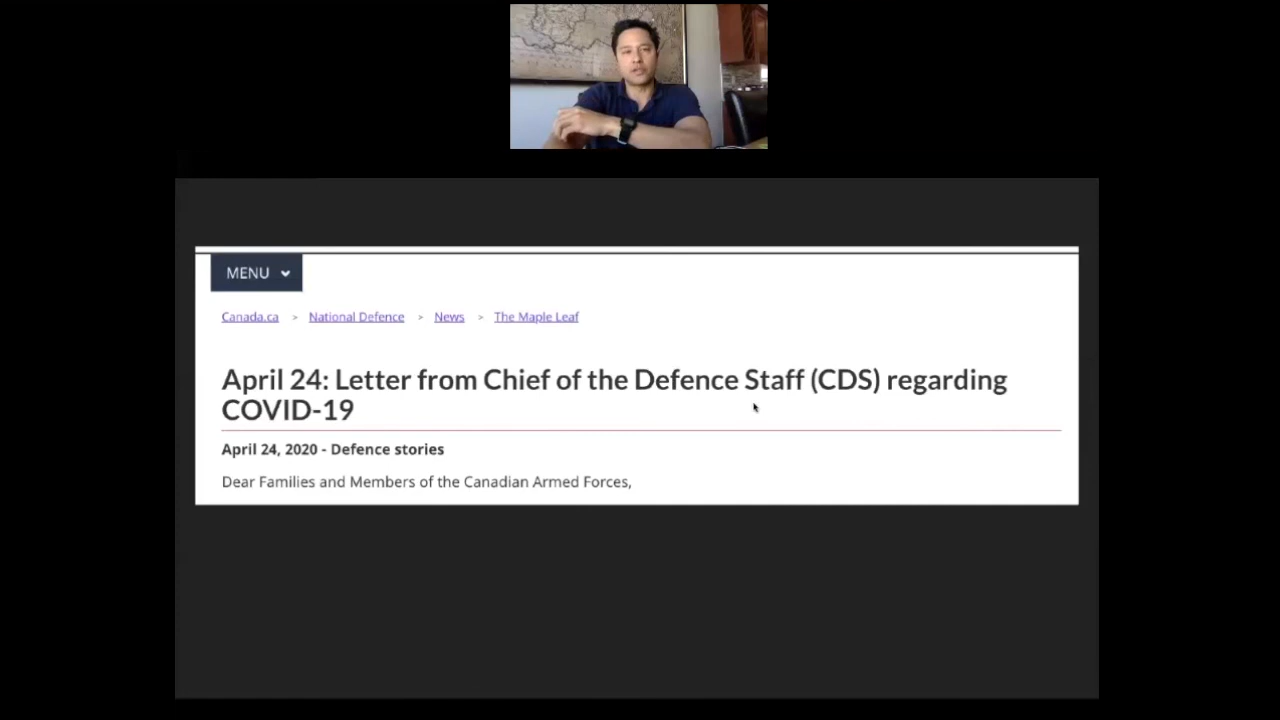 MENU
Canada.ca > National Defence > News > The Maple Leaf
April 24: Letter from Chief of the Defence Staff (CDS) regarding
COVID-19
April 24, 2020 - Defence stories
Dear Families and Members of the Canadian Armed Forces,